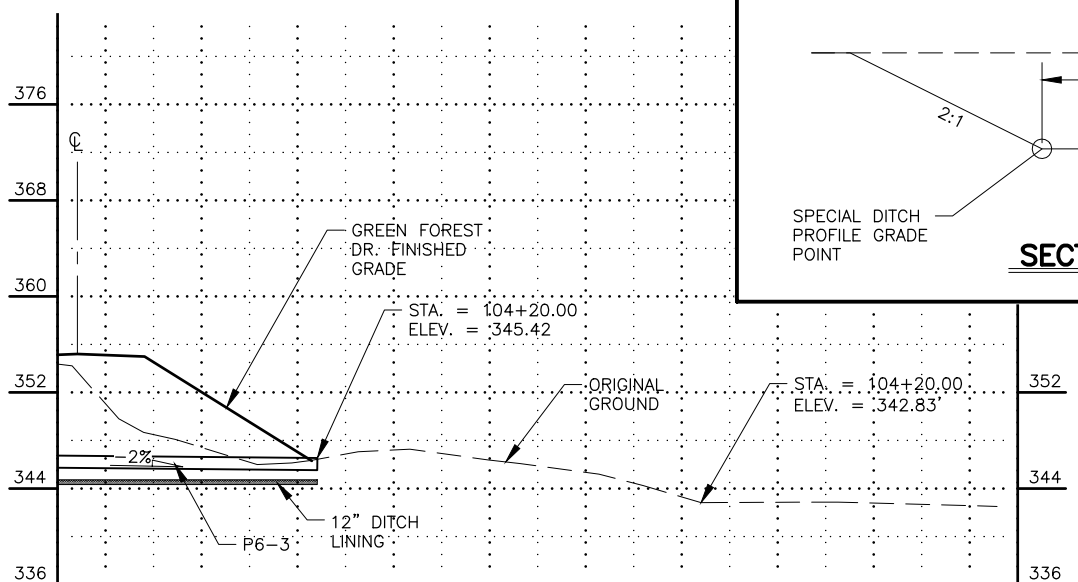 376
368
360
352
344
336
℄
GREEN FOREST
DR. FINISHED
GRADE
STA. = 104+20.00
ELEV. = 345.42
ORIGINAL
GROUND
STA. = 104+20.00
ELEV. = 342.83'
-2%
12" DITCH
LINING
P6-3
352
344
336
2:1
SPECIAL DITCH
PROFILE GRADE
POINT
SECT